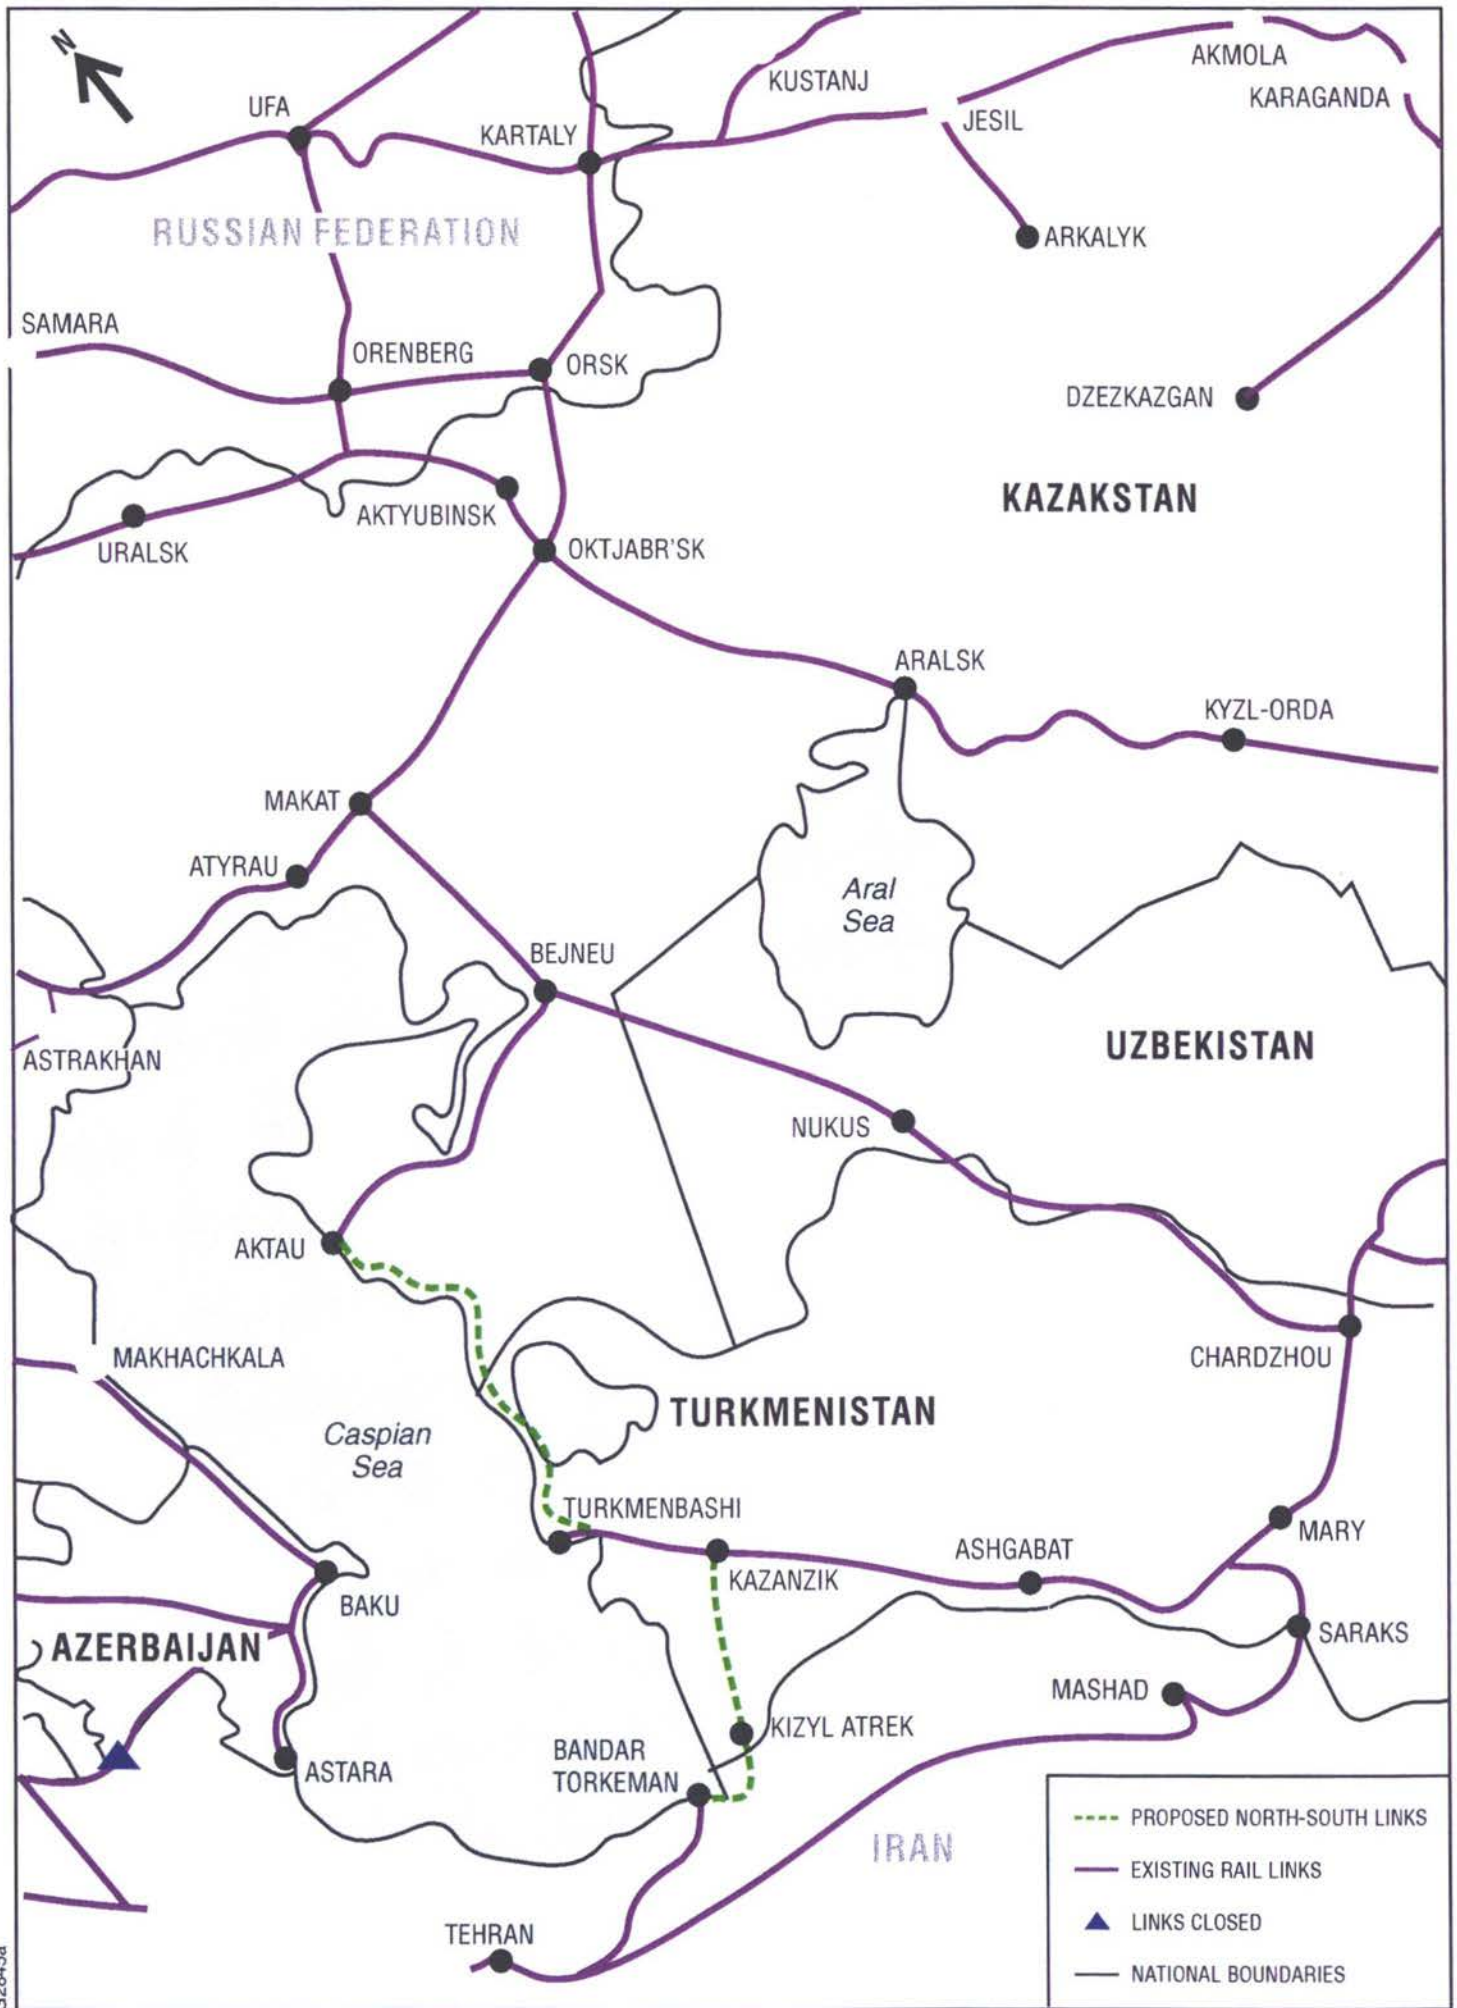 N
AKMOLA
KUSTANJ
KARAGANDA
UFA
JESIL
KARTALY
RUSSIAN FEDERATION
ARKALYK
SAMARA
ORENBERG
ORSK
DZEZKAZGAN
KAZAKSTAN
AKTYUBINSK
URALSK
OKTJABR'SK
ARALSK
KYZL-ORDA
MAKAT
ATYRAU
Aral
Sea
BEJNEU
UZBEKISTAN
ASTRAKHAN
NUKUS
AKTAU
MAKHACHKALA
CHARDZHOU
TURKMENISTAN
Caspian
Sea
TURKMENBASHI
MARY
ASHGABAT
KAZANZIK
BAKU
SARAKS
AZERBAIJAN
MASHAD
KIZYL ATREK
BANDAR
TORKEMAN
ASTARA
IRAN
TEHRAN
PROPOSED NORTH-SOUTH LINKS
EXISTING RAIL LINKS
LINKS CLOSED
NATIONAL BOUNDARIES